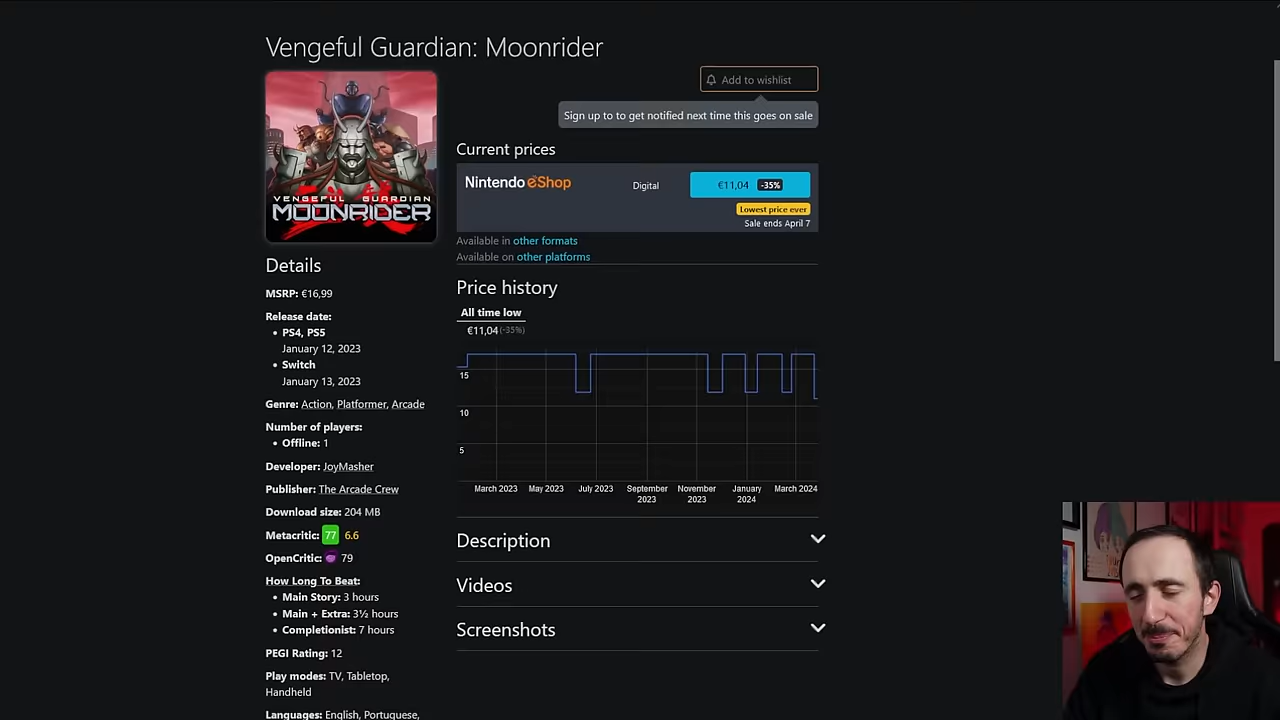 Vengeful Guardian: Moonrider
Add to wishlist
Sign up to to get notified next time this goes on sale
VENGEFUL GUARDIAN
MOONRIDER
Current prices
Nintendo eShop Digital €11,04 -35%
Lowest price ever
Sale ends April 7
Available in other formats
Available on other platforms
Details
MSRP: €16,99
Release date:
• PS4, PS5
January 12, 2023
• Switch
January 13, 2023
Genre: Action, Platformer, Arcade
Number of players:
• Offline: 1
Developer: JoyMasher
Publisher: The Arcade Crew
Download size: 204 MB
Metacritic: 77 6.6
OpenCritic: 79
How Long To Beat:
• Main Story: 3 hours
• Main + Extra: 3½ hours
• Completionist: 7 hours
PEGI Rating: 12
Play modes: TV, Tabletop,
Handheld
Languages: English, Portuguese,
Price history
All time low
€11,04 (-35%)
15
10
5
March 2023 May 2023 July 2023 September 2023 November 2023 January 2024 March 2024
Description
Videos
Screenshots